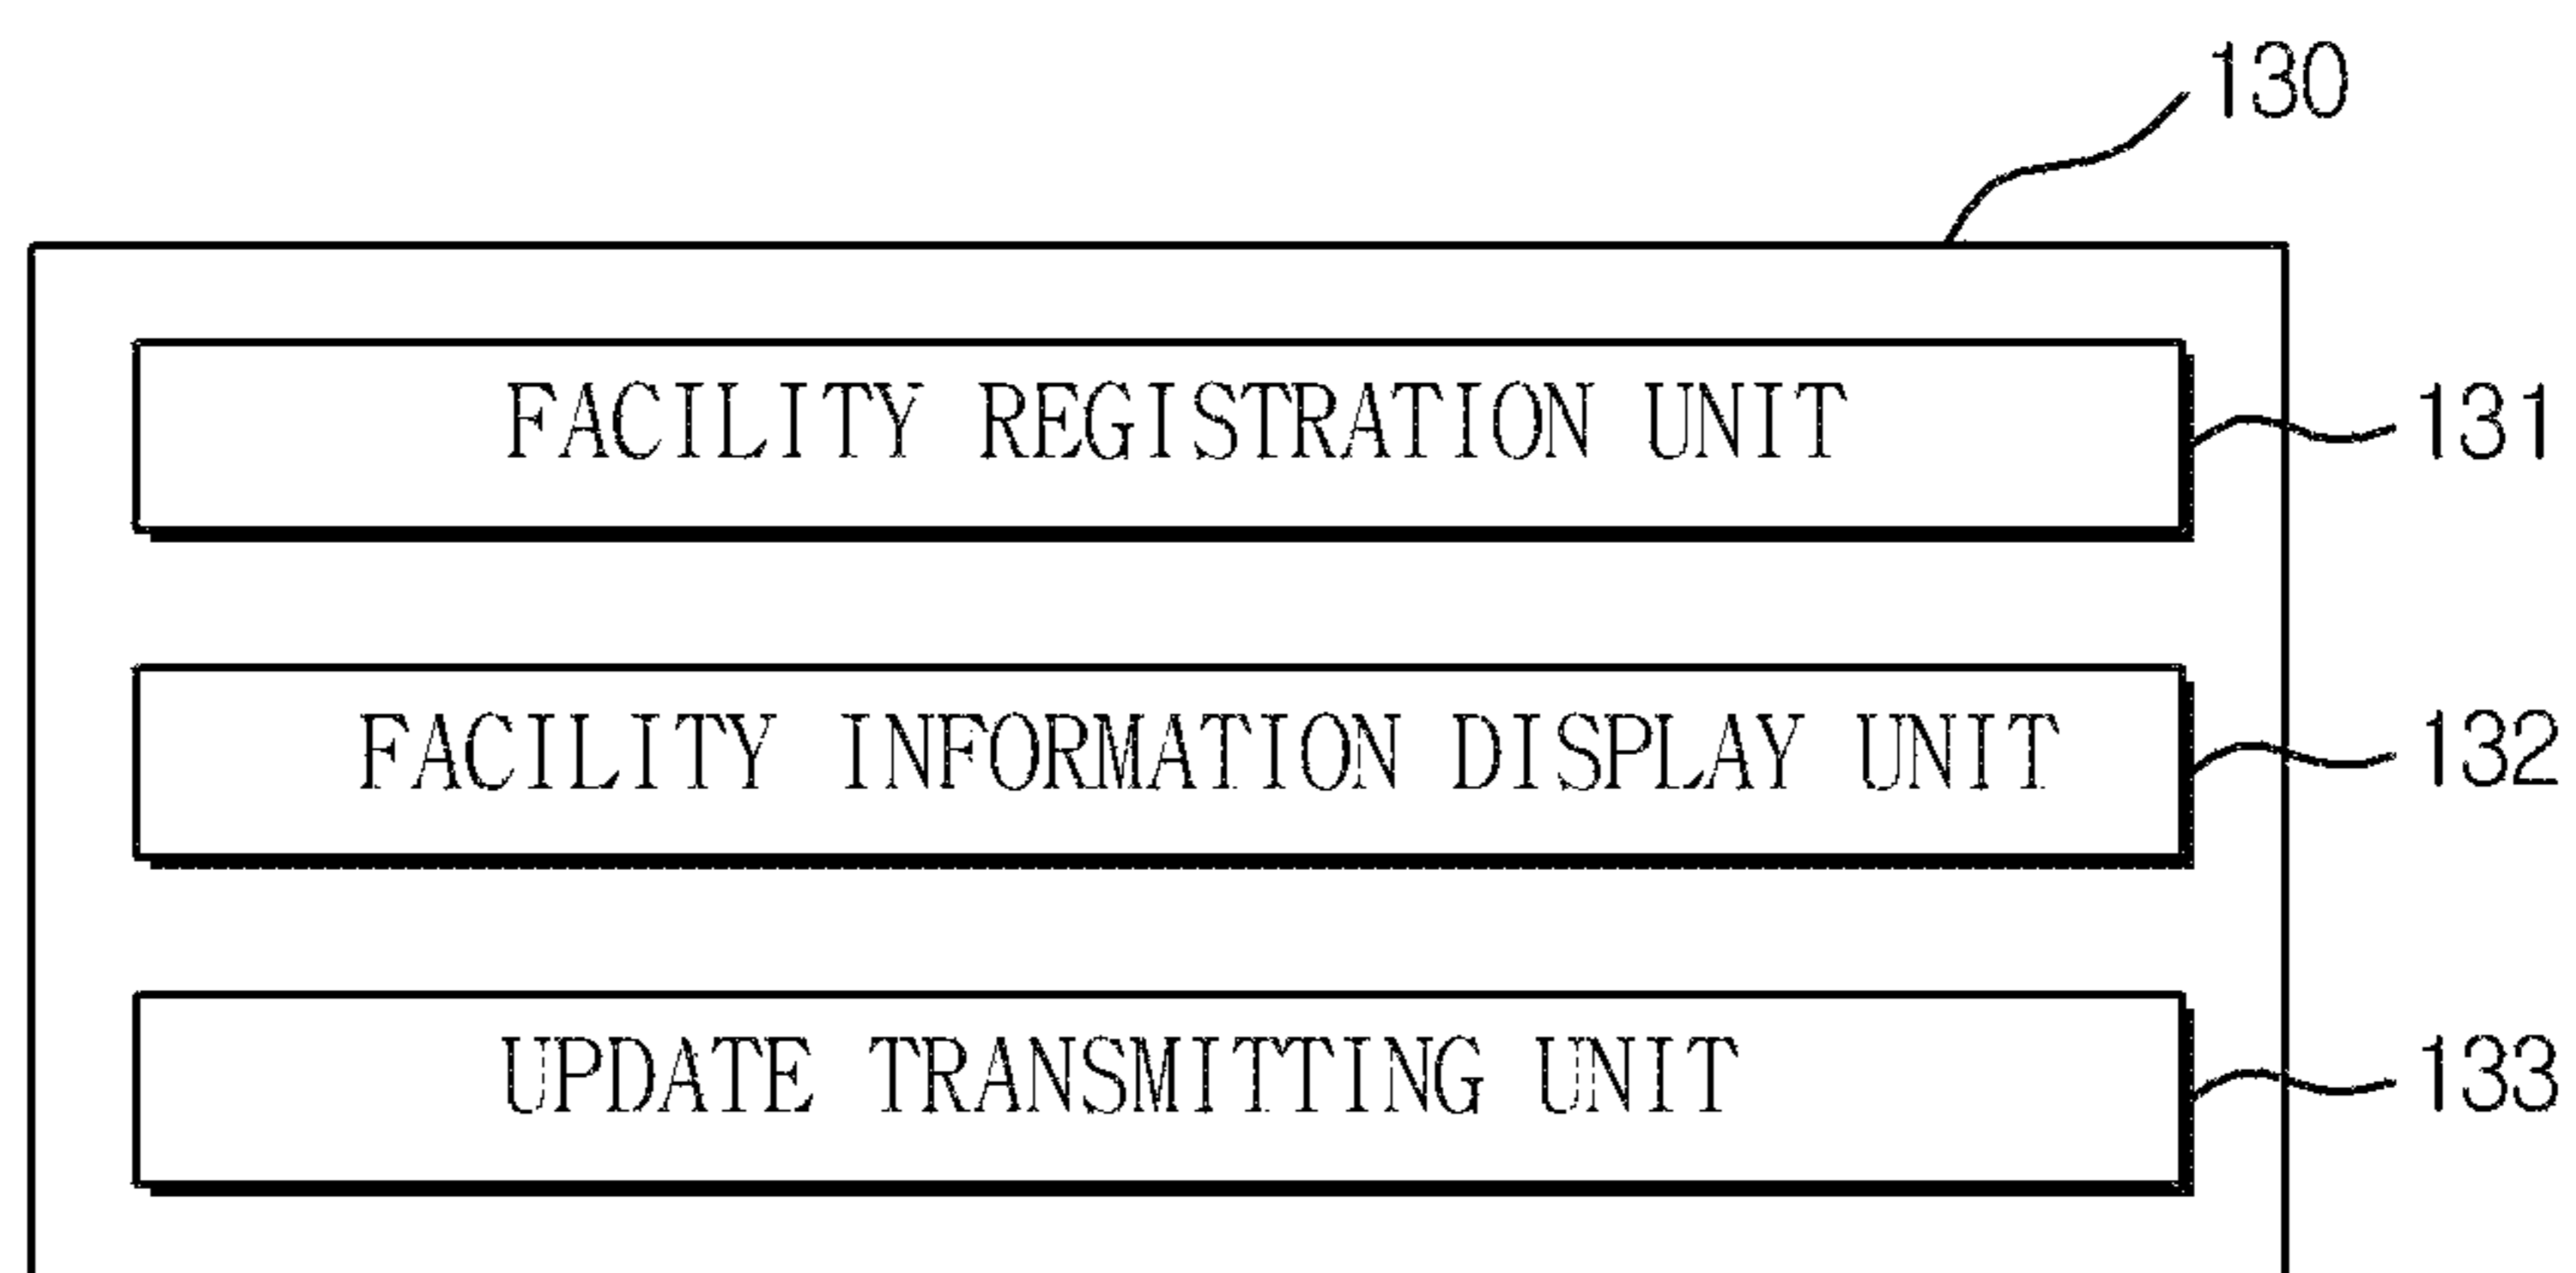 130
FACILITY REGISTRATION UNIT 131
FACILITY INFORMATION DISPLAY UNIT 132
UPDATE TRANSMITTING UNIT 133